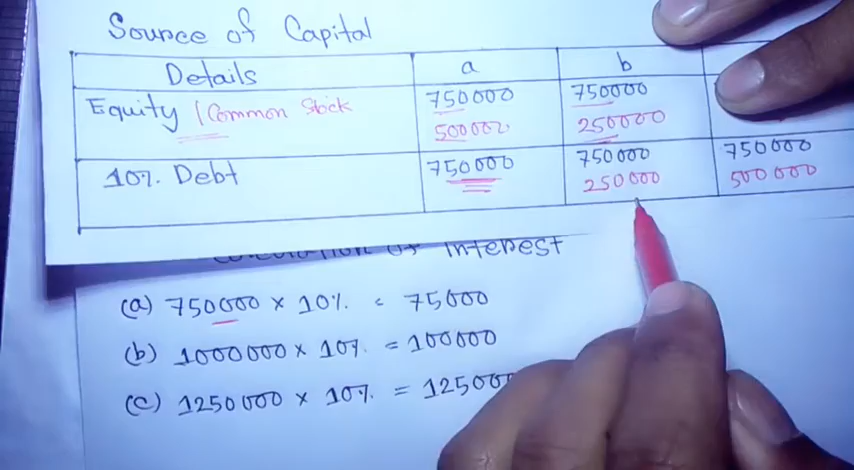 Source of Capital
Details a b
Equity / Common Stock 750000 750000
500000 250000
10% Debt 750000 750000 750000
250000 500000
Interest
(a) 750000 × 10% = 75000
(b) 1000000 × 10% = 100000
(c) 1250000 × 10% = 125000